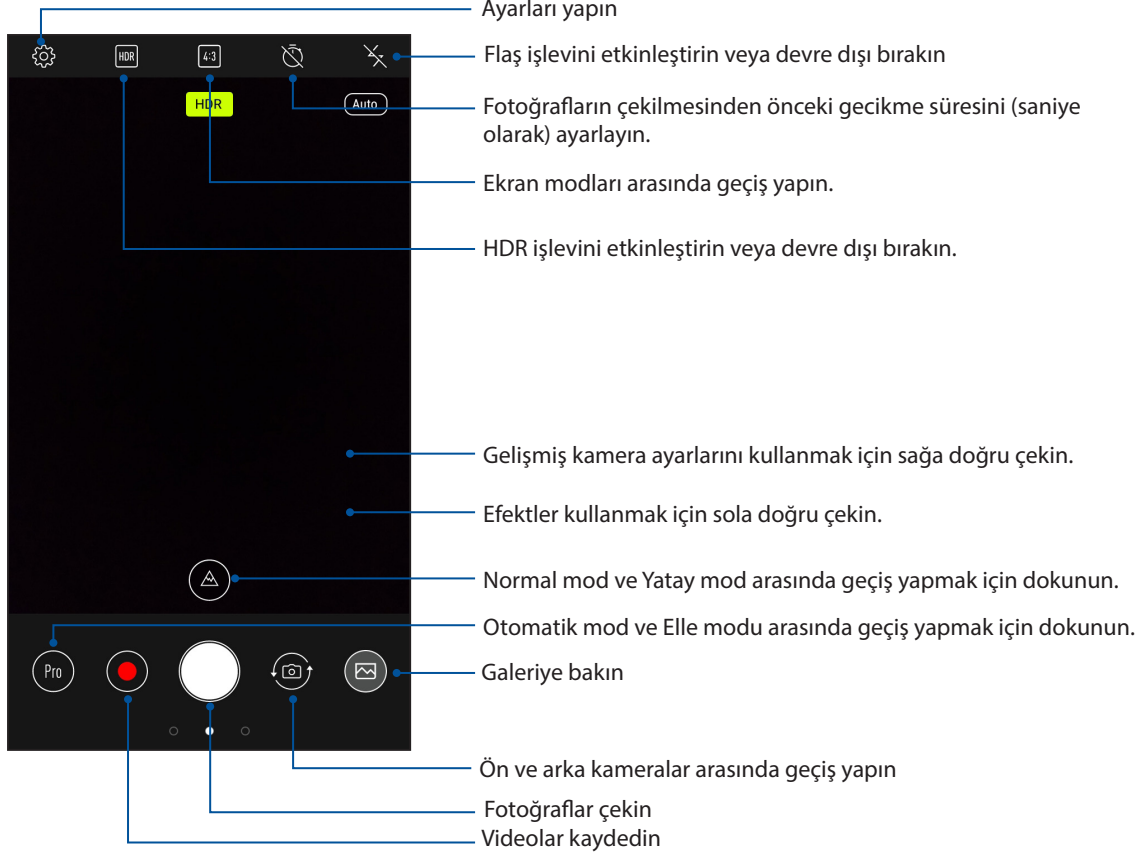 Ayarları yapın
HDR
4:3
Flaş işlevini etkinleştirin veya devre dışı bırakın
HDR
Auto
Fotoğrafların çekilmesinden önceki gecikme süresini (saniye
olarak) ayarlayın.
Ekran modları arasında geçiş yapın.
HDR işlevini etkinleştirin veya devre dışı bırakın.
Gelişmiş kamera ayarlarını kullanmak için sağa doğru çekin.
Efektler kullanmak için sola doğru çekin.
Normal mod ve Yatay mod arasında geçiş yapmak için dokunun.
Otomatik mod ve Elle modu arasında geçiş yapmak için dokunun.
Pro
Galeriye bakın
Ön ve arka kameralar arasında geçiş yapın
Fotoğraflar çekin
Videolar kaydedin